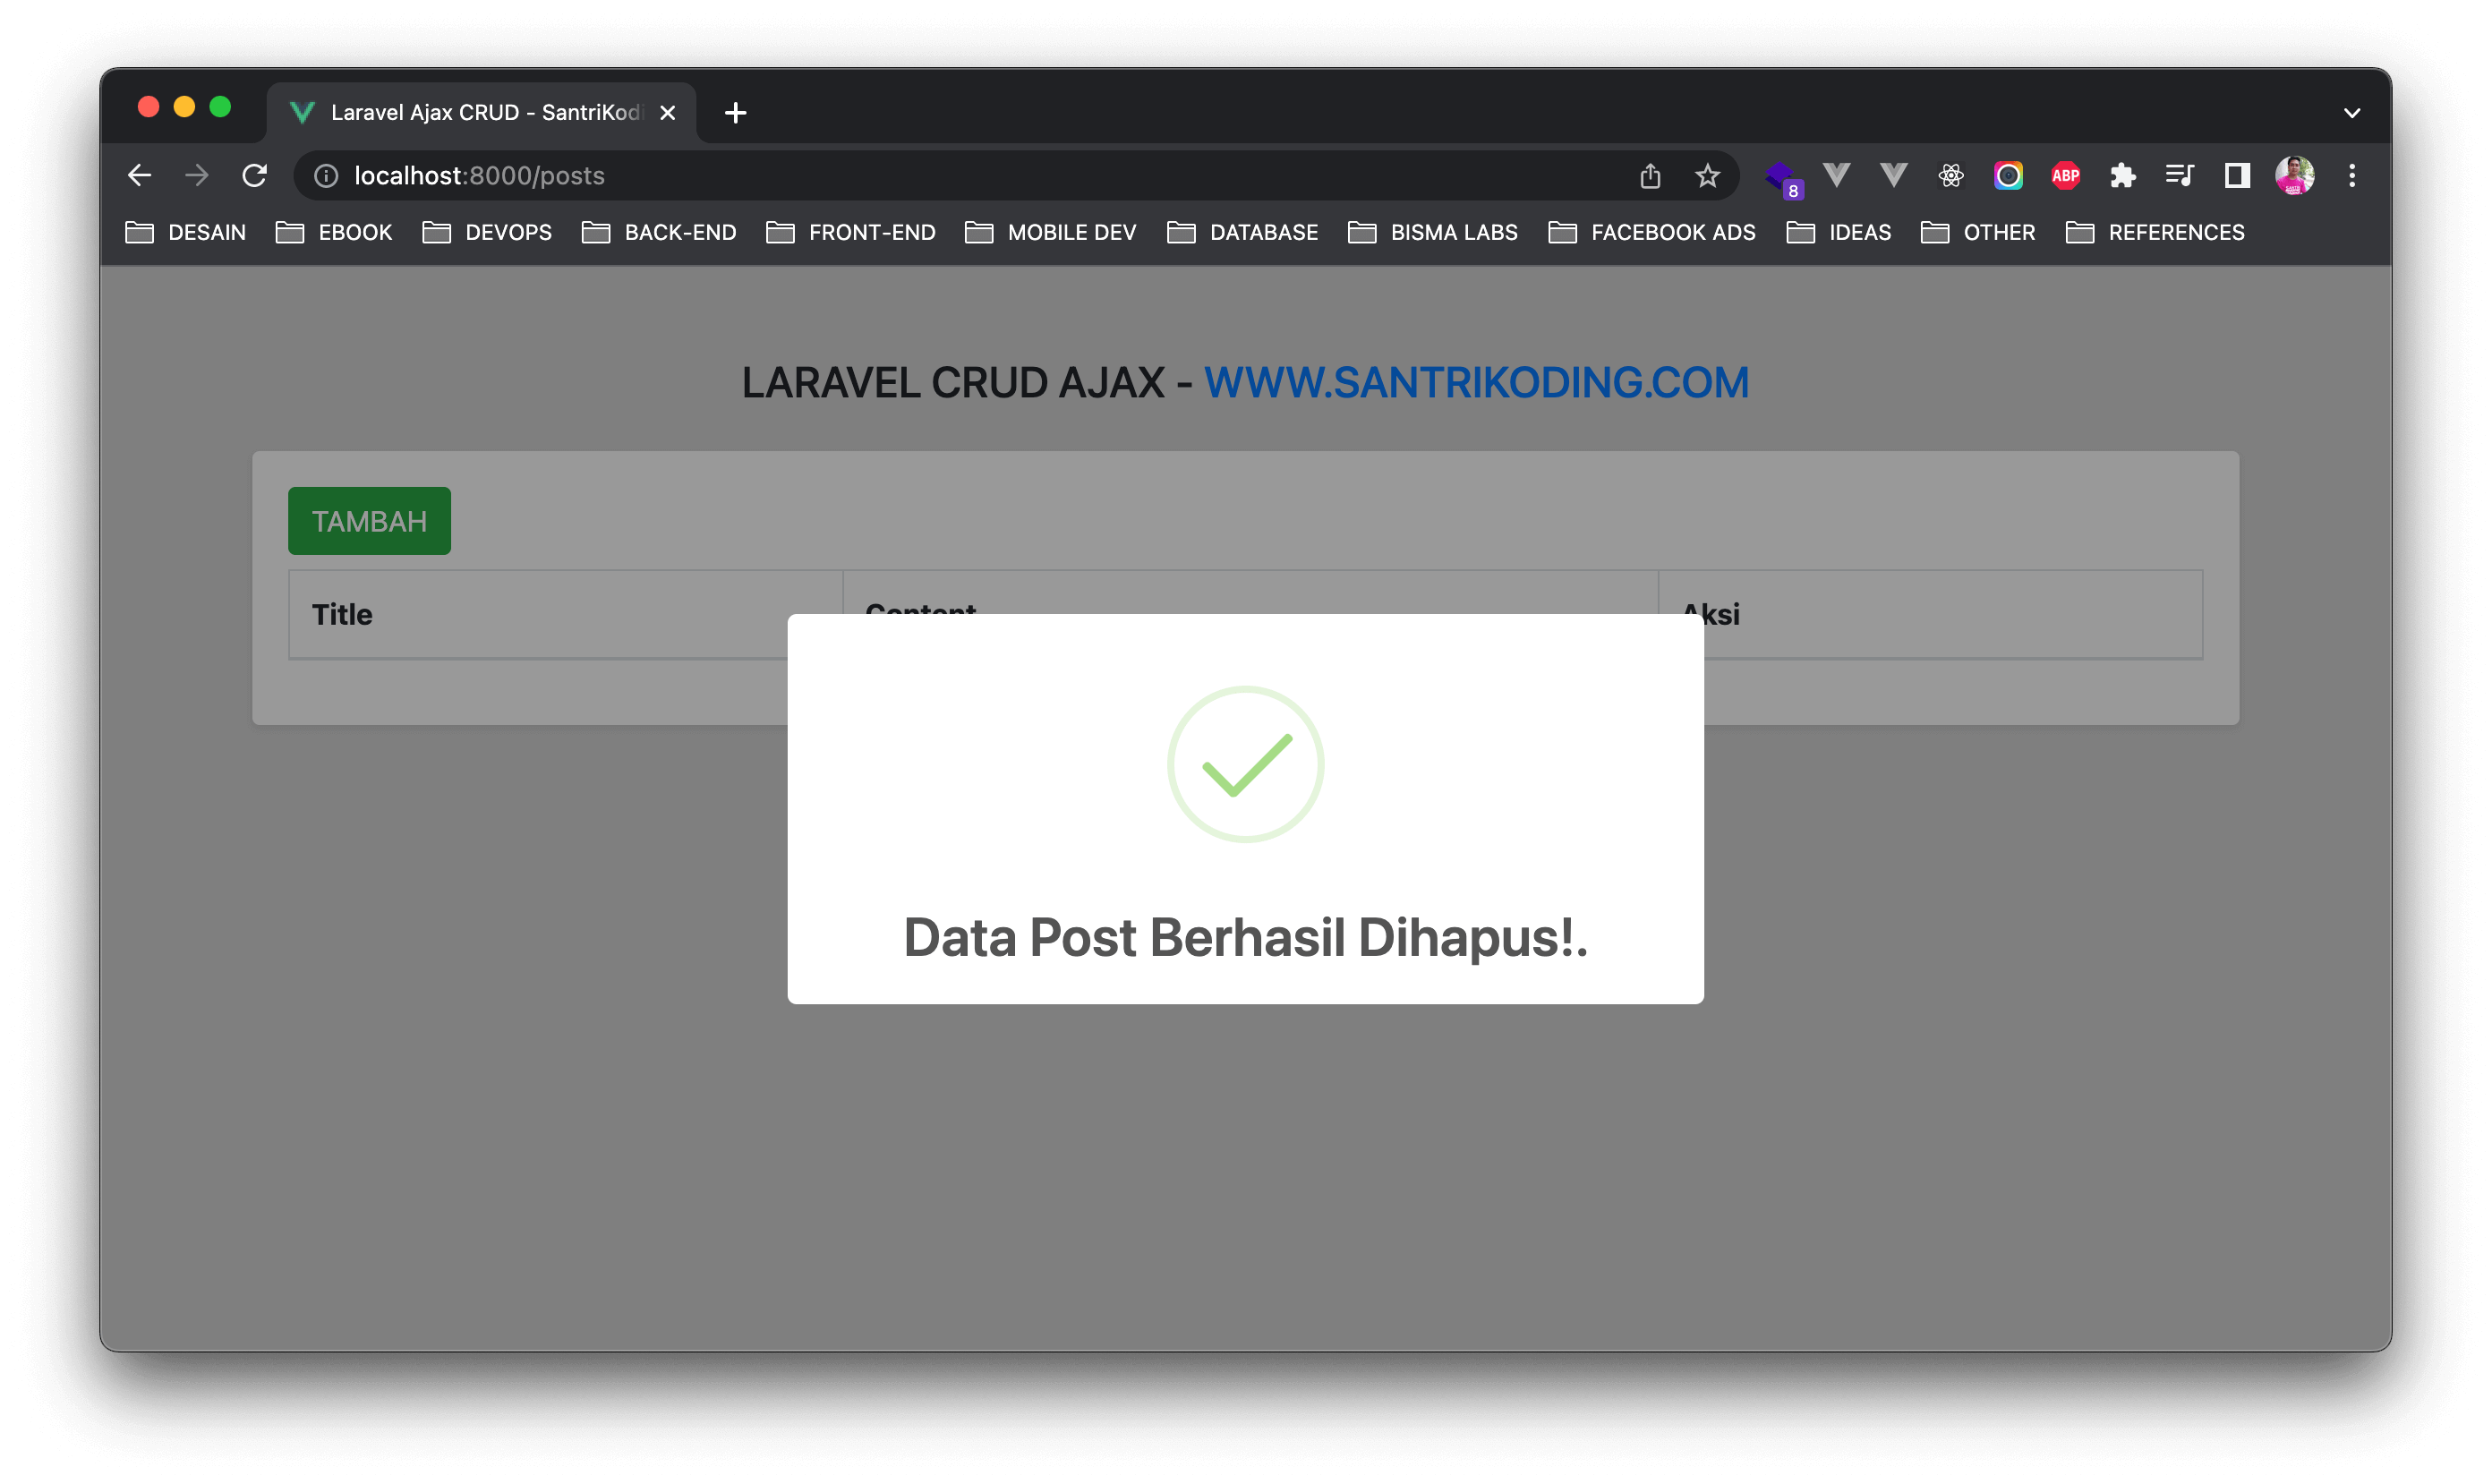 Laravel Ajax CRUD - SantriKodi
localhost:8000/posts
8
ABP
DESAIN EBOOK DEVOPS BACK-END FRONT-END MOBILE DEV DATABASE BISMA LABS FACEBOOK ADS IDEAS OTHER REFERENCES
LARAVEL CRUD AJAX - WWW.SANTRIKODING.COM
TAMBAH
Title Content Aksi
Data Post Berhasil Dihapus!.